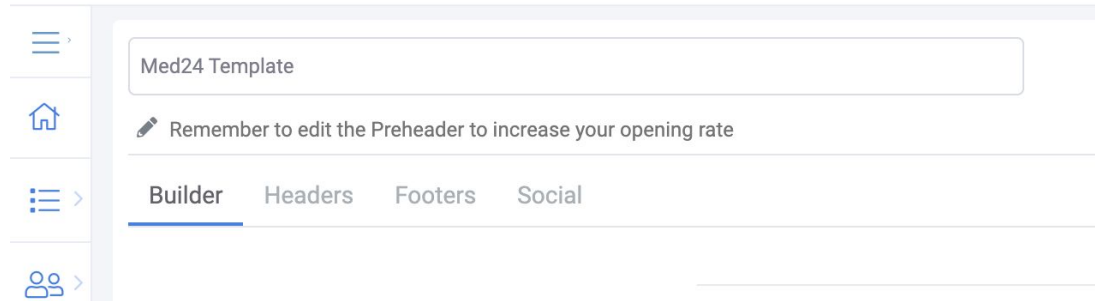 Med24 Template
Remember to edit the Preheader to increase your opening rate
Builder Headers Footers Social